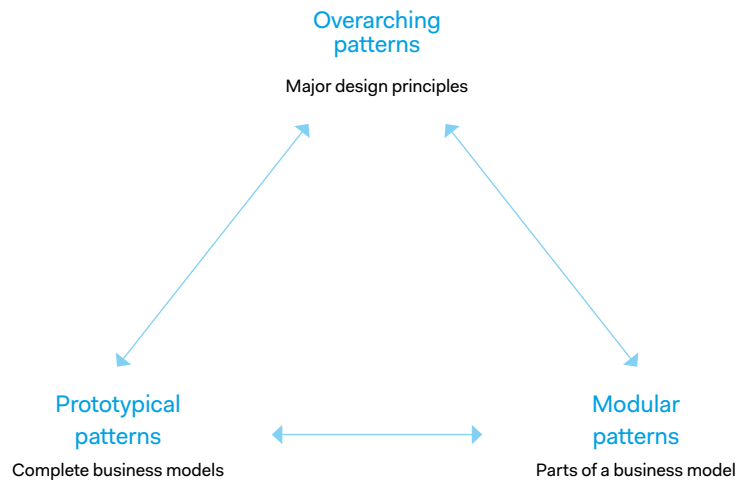 Overarching
patterns
Major design principles
Prototypical
patterns
Complete business models
Modular
patterns
Parts of a business model